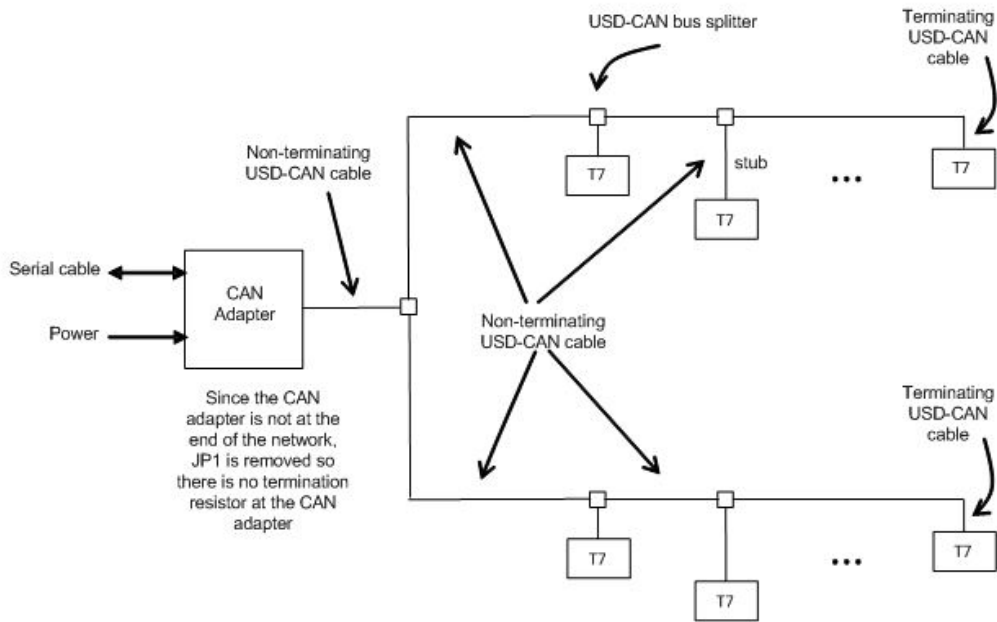 USD-CAN bus splitter
Terminating
USD-CAN
cable
Non-terminating
USD-CAN cable
T7
stub
...
T7
T7
Serial cable
Power
CAN
Adapter
Non-terminating
USD-CAN cable
Since the CAN
adapter is not at the
end of the network,
JP1 is removed so
there is no termination
resistor at the CAN
adapter
Terminating
USD-CAN
cable
T7
T7
...
T7